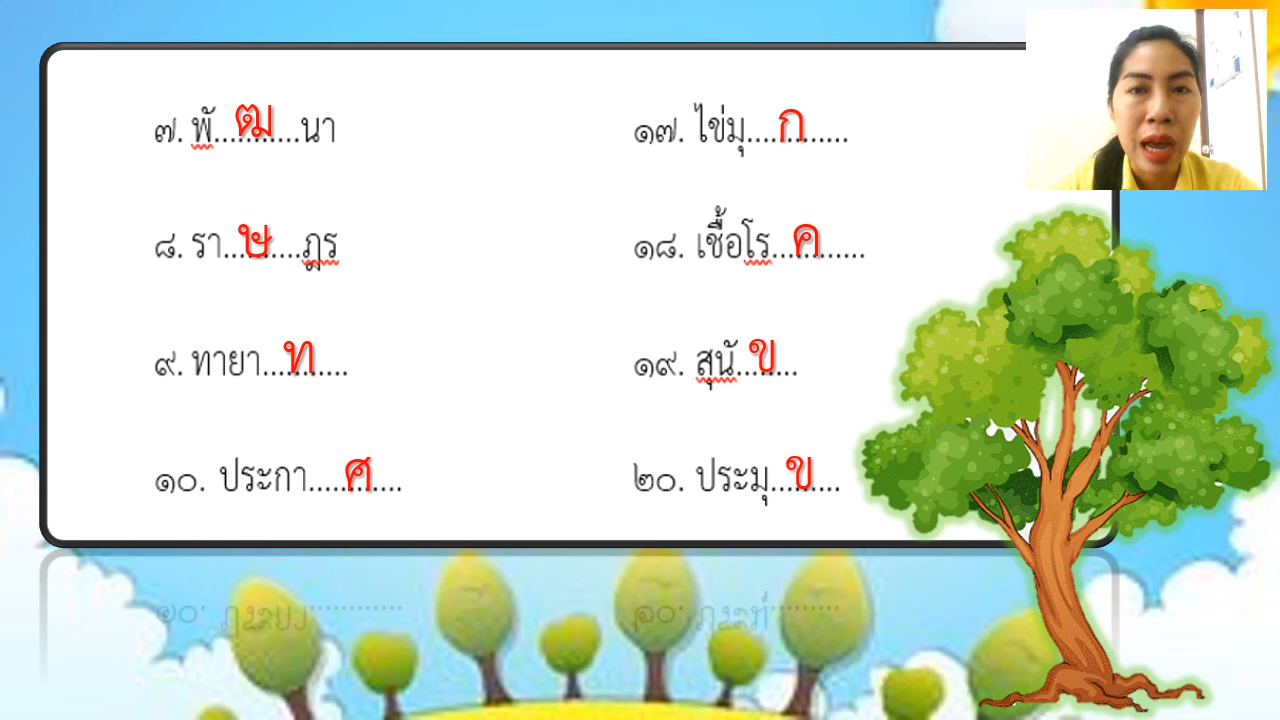 ๗. พั....ฒ.......นา
๘. รา...ษ.......ฎร
๙. ทายา....ท.......
๑๐. ประกา.....ศ.......
๑๗. ไข่มุ....ก........
๑๘. เชื้อโร...ค.........
๑๙. สุนั..ข......
๒๐. ประมุ...ข......